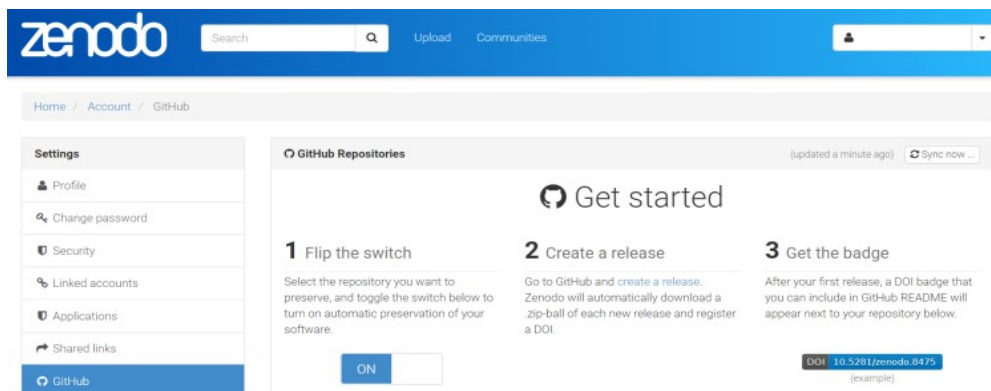 zenodo
Search
Upload Communities
Home / Account / GitHub
Settings
Profile
Change password
Security
Linked accounts
Applications
Shared links
GitHub
GitHub Repositories
(updated a minute ago) Sync now ...
Get started
1 Flip the switch
Select the repository you want to
preserve, and toggle the switch below to
turn on automatic preservation of your
software.
ON
2 Create a release
Go to GitHub and create a release.
Zenodo will automatically download a
.zip-ball of each new release and register
a DOI.
3 Get the badge
After your first release, a DOI badge that
you can include in GitHub README will
appear next to your repository below.
DOI 10.5281/zenodo.8475
(example)